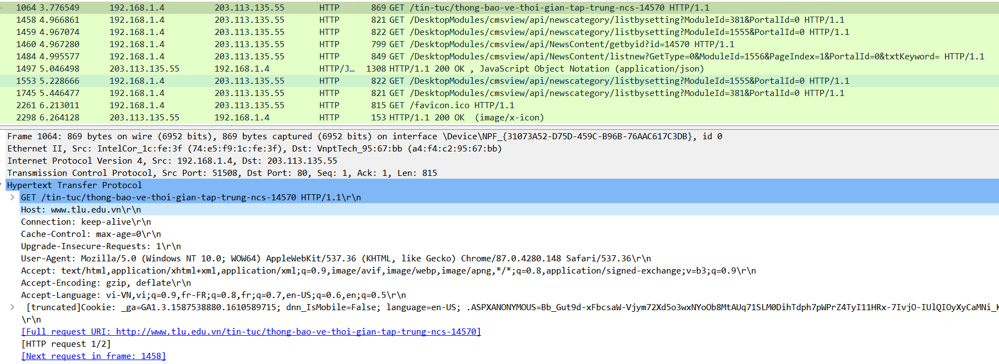 1064 3.776549 192.168.1.4 203.113.135.55 HTTP 869 GET /tin-tuc/thong-bao-ve-thoi-gian-tap-trung-ncs-14570 HTTP/1.1
1458 4.966861 192.168.1.4 203.113.135.55 HTTP 821 GET /DesktopModules/cmsview/api/newscategory/listbysetting?ModuleId=381&PortalId=0 HTTP/1.1
1459 4.967074 192.168.1.4 203.113.135.55 HTTP 822 GET /DesktopModules/cmsview/api/newscategory/listbysetting?ModuleId=1555&PortalId=0 HTTP/1.1
1460 4.967280 192.168.1.4 203.113.135.55 HTTP 799 GET /DesktopModules/cmsview/api/NewsContent/getbyid?id=14570 HTTP/1.1
1484 4.995577 192.168.1.4 203.113.135.55 HTTP 849 GET /DesktopModules/cmsview/api/NewsContent/listnew?GetType=0&ModuleId=1556&PageIndex=1&PortalId=0&txtKeyword= HTTP/1.1
1497 5.046498 203.113.135.55 192.168.1.4 HTTP/J… 1308 HTTP/1.1 200 OK , JavaScript Object Notation (application/json)
1553 5.228666 192.168.1.4 203.113.135.55 HTTP 822 GET /DesktopModules/cmsview/api/newscategory/listbysetting?ModuleId=1555&PortalId=0 HTTP/1.1
1745 5.446477 192.168.1.4 203.113.135.55 HTTP 821 GET /DesktopModules/cmsview/api/newscategory/listbysetting?ModuleId=381&PortalId=0 HTTP/1.1
2261 6.213011 192.168.1.4 203.113.135.55 HTTP 815 GET /favicon.ico HTTP/1.1
2298 6.264128 203.113.135.55 192.168.1.4 HTTP 153 HTTP/1.1 200 OK (image/x-icon)
Frame 1064: 869 bytes on wire (6952 bits), 869 bytes captured (6952 bits) on interface \Device\NPF_{31073A52-D75D-459C-B96B-76AAC617C3DB}, id 0
Ethernet II, Src: IntelCor_1c:fe:3f (74:e5:f9:1c:fe:3f), Dst: VnptTech_95:67:bb (a4:f4:c2:95:67:bb)
Internet Protocol Version 4, Src: 192.168.1.4, Dst: 203.113.135.55
Transmission Control Protocol, Src Port: 51508, Dst Port: 80, Seq: 1, Ack: 1, Len: 815
Hypertext Transfer Protocol
GET /tin-tuc/thong-bao-ve-thoi-gian-tap-trung-ncs-14570 HTTP/1.1\r\n
Host: www.tlu.edu.vn\r\n
Connection: keep-alive\r\n
Cache-Control: max-age=0\r\n
Upgrade-Insecure-Requests: 1\r\n
User-Agent: Mozilla/5.0 (Windows NT 10.0; WOW64) AppleWebKit/537.36 (KHTML, like Gecko) Chrome/87.0.4280.148 Safari/537.36\r\n
Accept: text/html,application/xhtml+xml,application/xml;q=0.9,image/avif,image/webp,image/apng,*/*;q=0.8,application/signed-exchange;v=b3;q=0.9\r\n
Accept-Encoding: gzip, deflate\r\n
Accept-Language: vi-VN,vi;q=0.9,fr-FR;q=0.8,fr;q=0.7,en-US;q=0.6,en;q=0.5\r\n
[truncated]Cookie: _ga=GA1.3.1587538880.1610589715; dnn_IsMobile=False; language=en-US; .ASPXANONYMOUS=Bb_Gut9d-xFbcsaW-Vjym72Xd5o3wxNYoOb8MtAUq71SLM0DihTdph7pWPrZ4TyI11HRx-7IvjO-IUlQIOyXyCaMNi_K
\r\n
[Full request URI: http://www.tlu.edu.vn/tin-tuc/thong-bao-ve-thoi-gian-tap-trung-ncs-14570]
[HTTP request 1/2]
[Next request in frame: 1458]